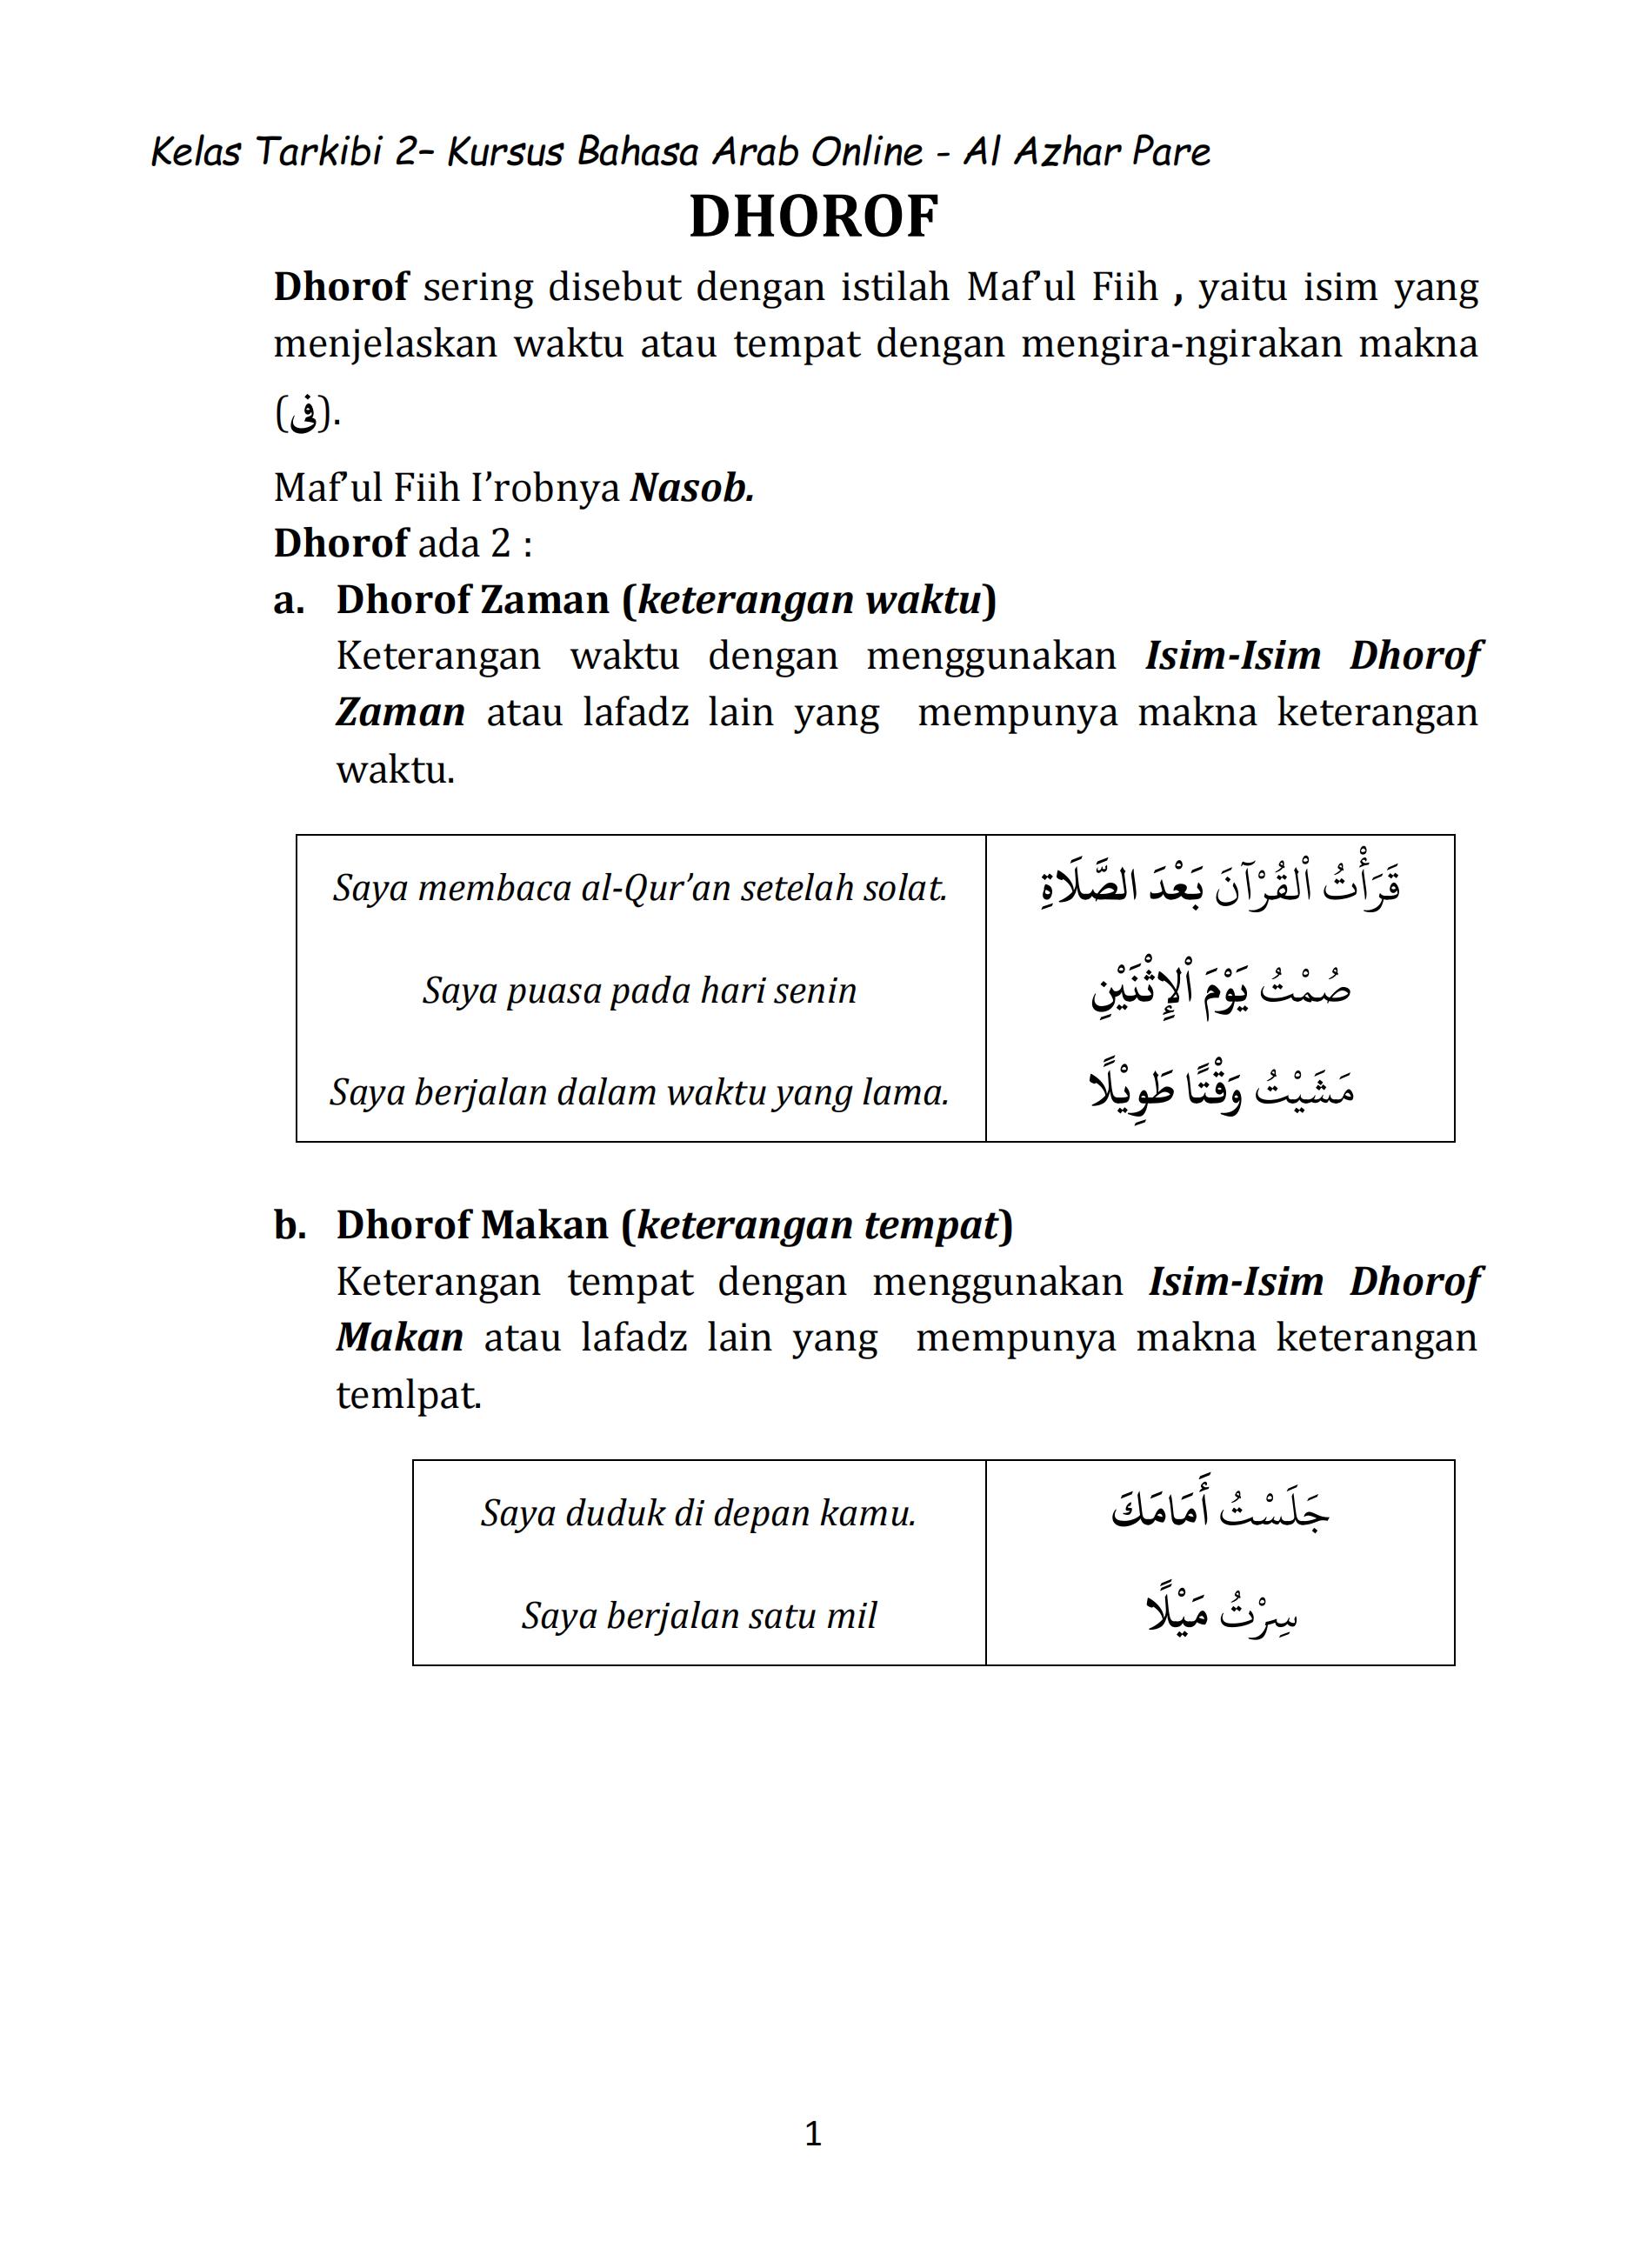 Kelas Tarkibi 2– Kursus Bahasa Arab Online - Al Azhar Pare
DHOROF
Dhorof sering disebut dengan istilah Maf’ul Fiih , yaitu isim yang
menjelaskan waktu atau tempat dengan mengira-ngirakan makna
(فى).
Maf’ul Fiih I’robnya Nasob.
Dhorof ada 2 :
a. Dhorof Zaman (keterangan waktu)
Keterangan waktu dengan menggunakan Isim-Isim Dhorof
Zaman atau lafadz lain yang mempunya makna keterangan
waktu.
Saya membaca al-Qur’an setelah solat. قَرَأْتُ اْلقُرْآنَ بَعْدَ الصَّلَاةِ
Saya puasa pada hari senin صُمْتُ يَوْمَ اْلإِثْنَيْنِ
Saya berjalan dalam waktu yang lama. مَشَيْتُ وَقْتًا طَوِيْلًا
b. Dhorof Makan (keterangan tempat)
Keterangan tempat dengan menggunakan Isim-Isim Dhorof
Makan atau lafadz lain yang mempunya makna keterangan
temlpat.
Saya duduk di depan kamu. جَلَسْتُ أَمَامَكَ
Saya berjalan satu mil سِرْتُ مَيْلًا
1